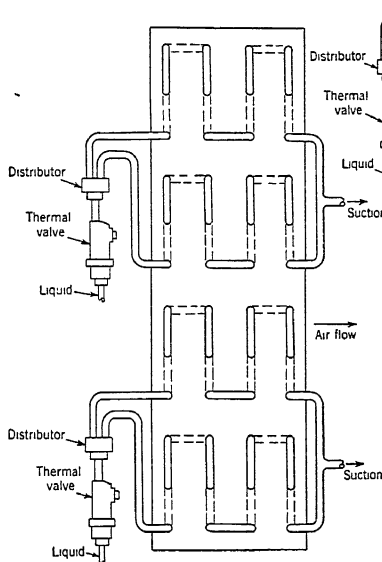 Distributor
Thermal
valve
Liquid
Distributor
Thermal
valve
Liquid
Suction
Air flow
Distributor
Thermal
valve
Liquid
Suction